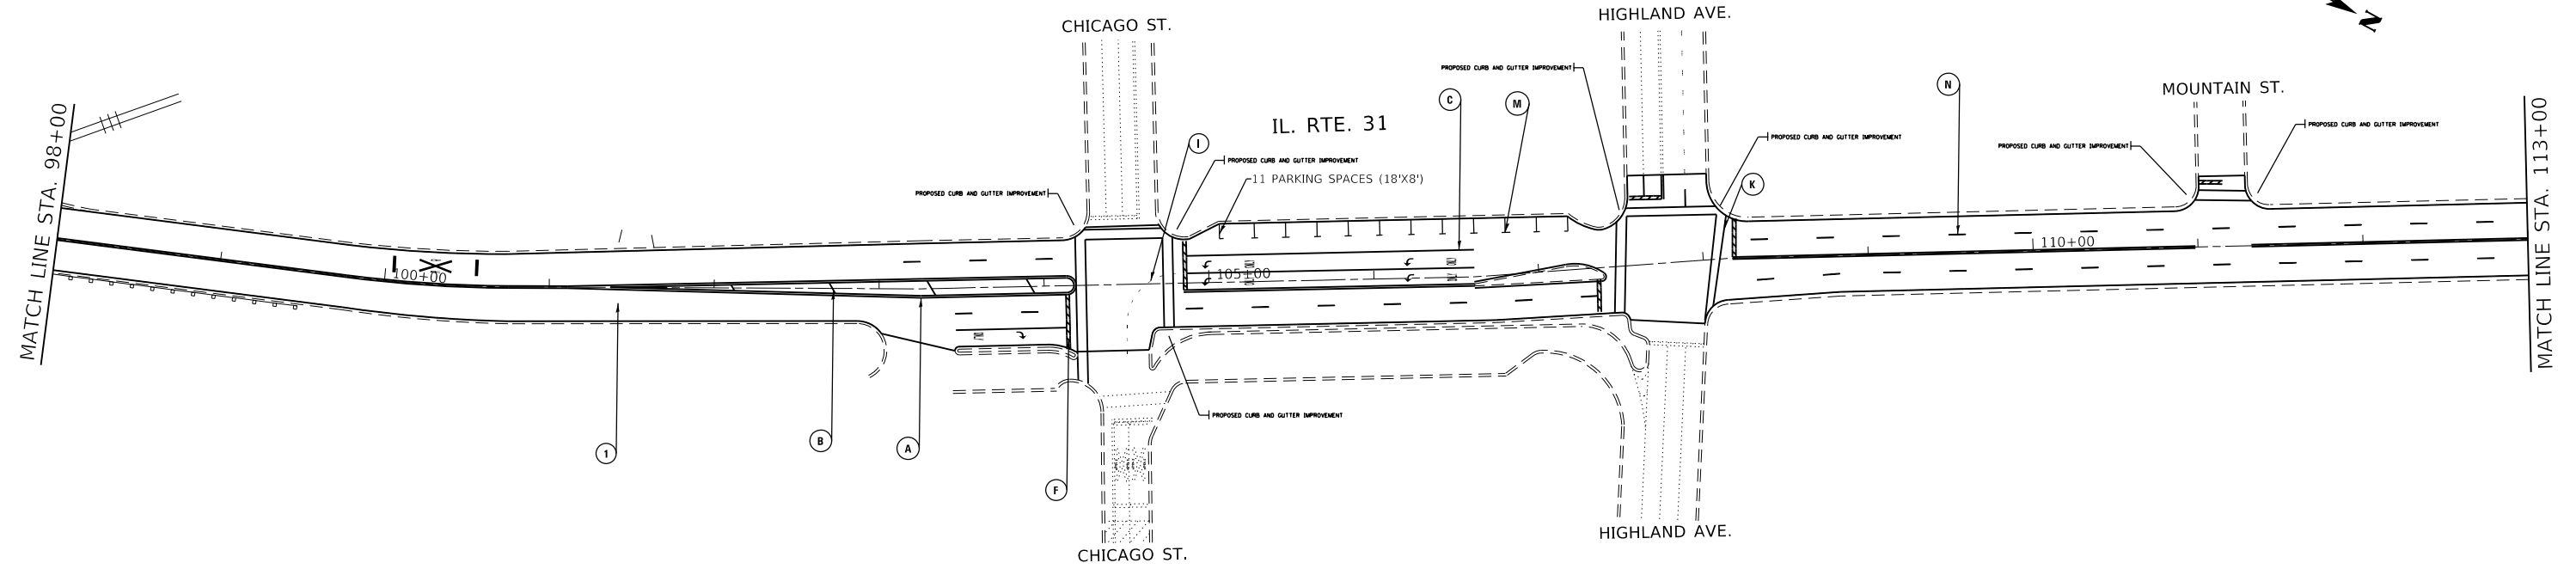 CHICAGO ST.
HIGHLAND AVE.
N
PROPOSED CURB AND GUTTER IMPROVEMENT
N
MOUNTAIN ST.
C
M
IL. RTE. 31
MATCH LINE STA. 98+00
MATCH LINE STA. 113+00
I
PROPOSED CURB AND GUTTER IMPROVEMENT
PROPOSED CURB AND GUTTER IMPROVEMENT
PROPOSED CURB AND GUTTER IMPROVEMENT
PROPOSED CURB AND GUTTER IMPROVEMENT
11 PARKING SPACES (18'X8')
K
PROPOSED CURB AND GUTTER IMPROVEMENT
100+00
105+00
110+00
PROPOSED CURB AND GUTTER IMPROVEMENT
1
B
A
F
CHICAGO ST.
HIGHLAND AVE.